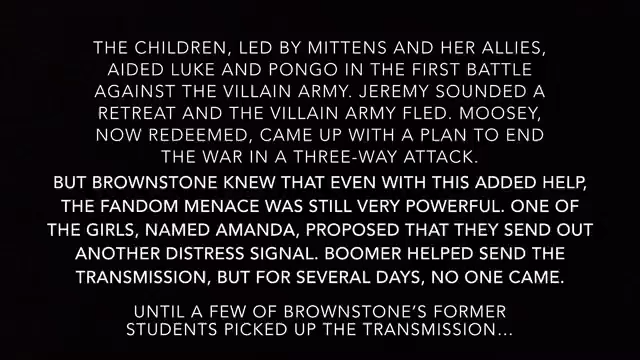 THE CHILDREN, LED BY MITTENS AND HER ALLIES,
AIDED LUKE AND PONGO IN THE FIRST BATTLE
AGAINST THE VILLAIN ARMY. JEREMY SOUNDED A
RETREAT AND THE VILLAIN ARMY FLED. MOOSEY,
NOW REDEEMED, CAME UP WITH A PLAN TO END
THE WAR IN A THREE-WAY ATTACK.
BUT BROWNSTONE KNEW THAT EVEN WITH THIS ADDED HELP,
THE FANDOM MENACE WAS STILL VERY POWERFUL. ONE OF
THE GIRLS, NAMED AMANDA, PROPOSED THAT THEY SEND OUT
ANOTHER DISTRESS SIGNAL. BOOMER HELPED SEND THE
TRANSMISSION, BUT FOR SEVERAL DAYS, NO ONE CAME.
UNTIL A FEW OF BROWNSTONE’S FORMER
STUDENTS PICKED UP THE TRANSMISSION...